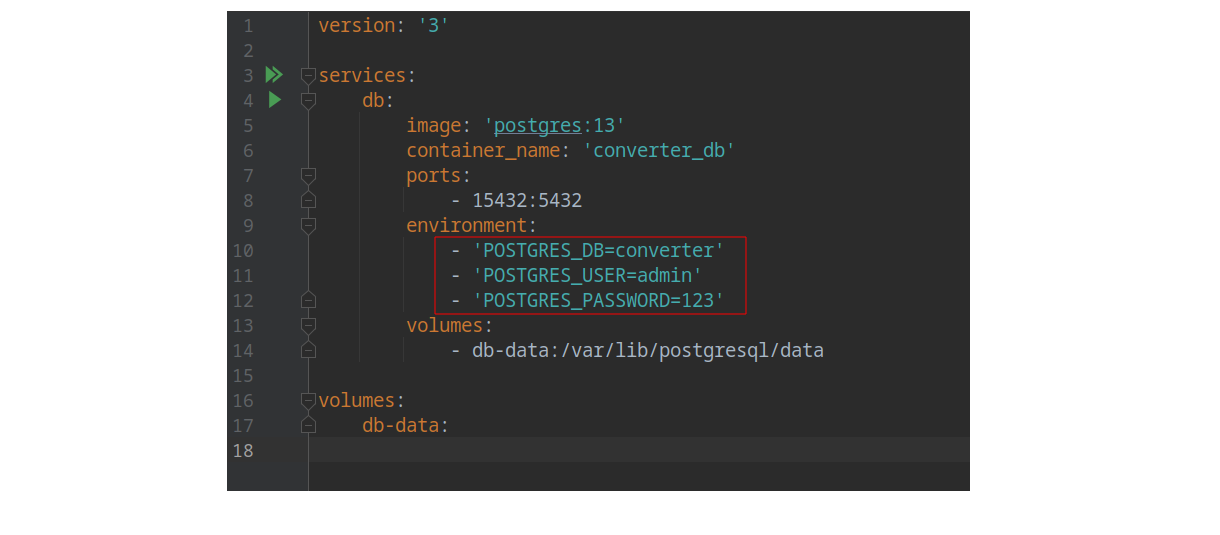 1 version: '3'
2
3 services:
4 db:
5 image: 'postgres:13'
6 container_name: 'converter_db'
7 ports:
8 - 15432:5432
9 environment:
10 - 'POSTGRES_DB=converter'
11 - 'POSTGRES_USER=admin'
12 - 'POSTGRES_PASSWORD=123'
13 volumes:
14 - db-data:/var/lib/postgresql/data
15
16 volumes:
17 db-data:
18